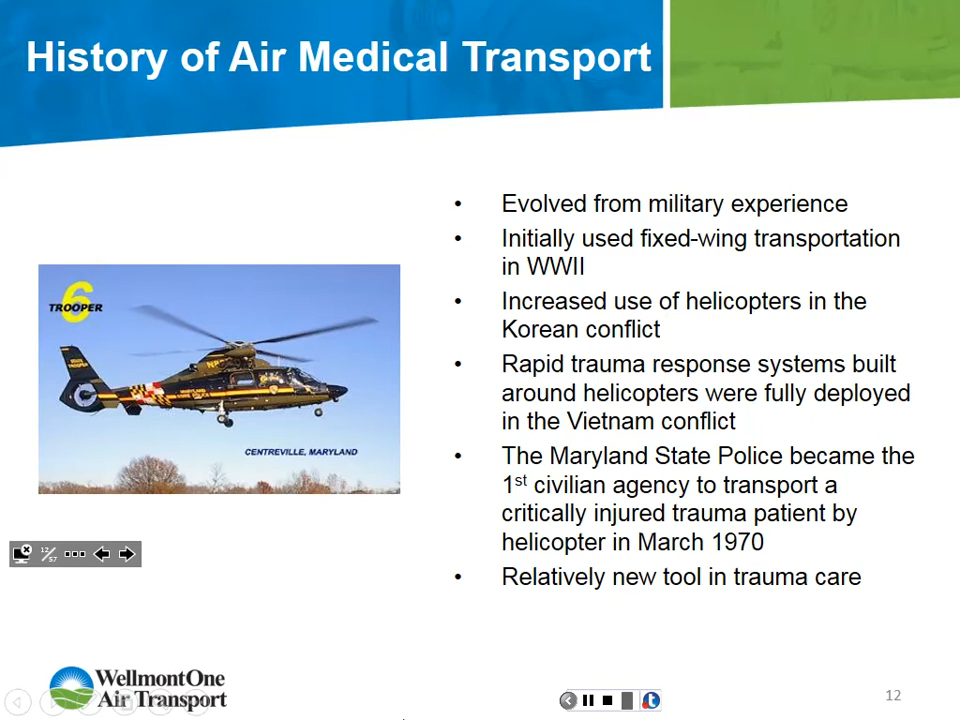 History of Air Medical Transport
6
TROOPER
CENTREVILLE, MARYLAND
• Evolved from military experience
• Initially used fixed-wing transportation
in WWII
• Increased use of helicopters in the
Korean conflict
• Rapid trauma response systems built
around helicopters were fully deployed
in the Vietnam conflict
• The Maryland State Police became the
1st civilian agency to transport a
critically injured trauma patient by
helicopter in March 1970
• Relatively new tool in trauma care
12/57
WellmontOne
Air Transport
t
12